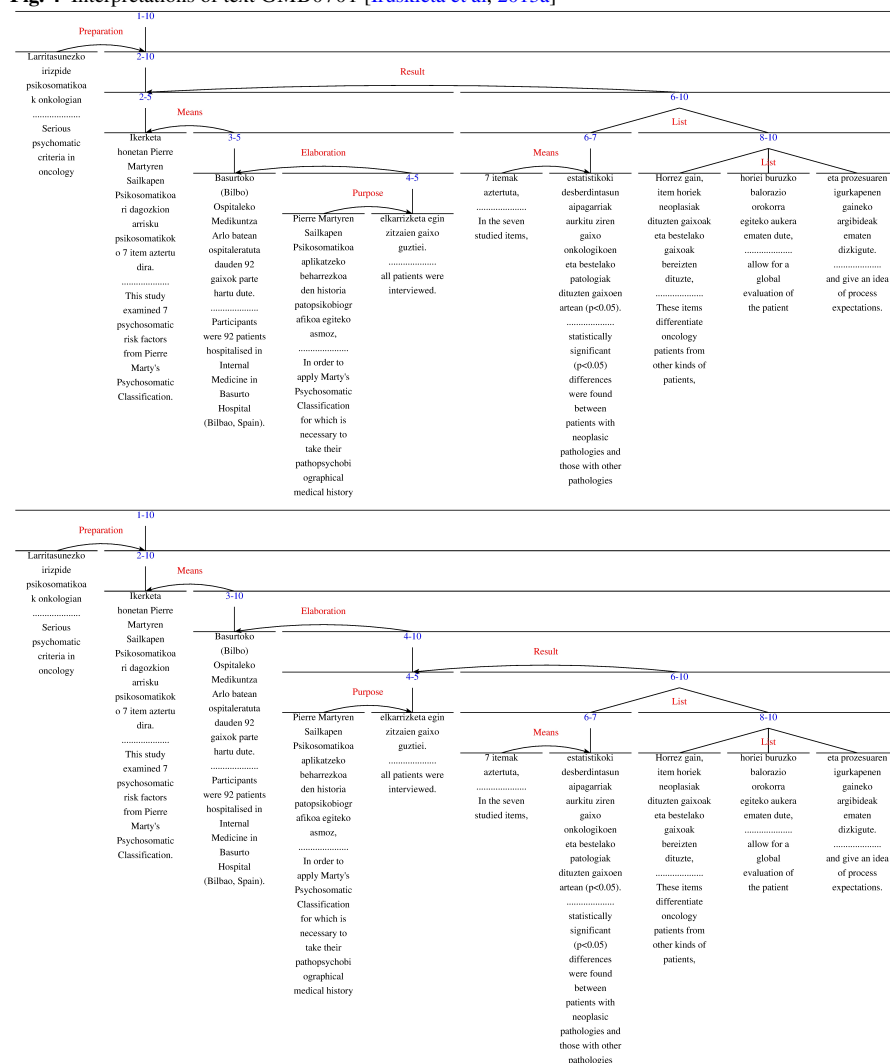 Fig. 4 Interpretations of text GMB0701 [Iruskieta et al, 2013a]
1-10
Preparation
2-10
Larritasunezko
irizpide
psikosomatikoa
k onkologian
....................
Serious
psychomatic
criteria in
oncology
Result
2-5
6-10
Means
List
Ikerketa
honetan Pierre
Martyren
Sailkapen
Psikosomatikoa
ri dagozkion
arrisku
psikosomatikok
o 7 item aztertu
dira.
....................
This study
examined 7
psychosomatic
risk factors
from Pierre
Marty's
Psychosomatic
Classification.
3-5
Elaboration
Basurtoko
(Bilbo)
Ospitaleko
Medikuntza
Arlo batean
ospitaleratuta
dauden 92
gaixok parte
hartu dute.
....................
Participants
were 92 patients
hospitalised in
Internal
Medicine in
Basurto
Hospital
(Bilbao, Spain).
4-5
Purpose
Pierre Martyren
Sailkapen
Psikosomatikoa
aplikatzeko
beharrezkoa
den historia
patopsikobiogr
afikoa egiteko
asmoz,
....................
In order to
apply Marty's
Psychosomatic
Classification
for which is
necessary to
take their
pathopsychobi
ographical
medical history
elkarrizketa egin
zitzaien gaixo
guztiei.
....................
all patients were
interviewed.
6-7
Means
7 itemak
aztertuta,
....................
In the seven
studied items,
estatistikoki
desberdintasun
aipagarriak
aurkitu ziren
gaixo
onkologikoen
eta bestelako
patologiak
dituzten gaixoen
artean (p<0.05).
....................
statistically
significant
(p<0.05)
differences
were found
between
patients with
neoplasic
pathologies and
those with other
pathologies
8-10
List
Horrez gain,
item horiek
neoplasiak
dituzten gaixoak
eta bestelako
gaixoak
bereizten
dituzte,
....................
These items
differentiate
oncology
patients from
other kinds of
patients,
horiei buruzko
balorazio
orokorra
egiteko aukera
ematen dute,
....................
allow for a
global
evaluation of
the patient
eta prozesuaren
igurkapenen
gaineko
argibideak
ematen
dizkigute.
....................
and give an idea
of process
expectations.
1-10
Preparation
2-10
Larritasunezko
irizpide
psikosomatikoa
k onkologian
....................
Serious
psychomatic
criteria in
oncology
Means
Ikerketa
honetan Pierre
Martyren
Sailkapen
Psikosomatikoa
ri dagozkion
arrisku
psikosomatikok
o 7 item aztertu
dira.
....................
This study
examined 7
psychosomatic
risk factors
from Pierre
Marty's
Psychosomatic
Classification.
3-10
Elaboration
Basurtoko
(Bilbo)
Ospitaleko
Medikuntza
Arlo batean
ospitaleratuta
dauden 92
gaixok parte
hartu dute.
....................
Participants
were 92 patients
hospitalised in
Internal
Medicine in
Basurto
Hospital
(Bilbao, Spain).
4-10
Result
4-5
6-10
Purpose
List
Pierre Martyren
Sailkapen
Psikosomatikoa
aplikatzeko
beharrezkoa
den historia
patopsikobiogr
afikoa egiteko
asmoz,
....................
In order to
apply Marty's
Psychosomatic
Classification
for which is
necessary to
take their
pathopsychobi
ographical
medical history
elkarrizketa egin
zitzaien gaixo
guztiei.
....................
all patients were
interviewed.
6-7
Means
7 itemak
aztertuta,
....................
In the seven
studied items,
estatistikoki
desberdintasun
aipagarriak
aurkitu ziren
gaixo
onkologikoen
eta bestelako
patologiak
dituzten gaixoen
artean (p<0.05).
....................
statistically
significant
(p<0.05)
differences
were found
between
patients with
neoplasic
pathologies and
those with other
pathologies
8-10
List
Horrez gain,
item horiek
neoplasiak
dituzten gaixoak
eta bestelako
gaixoak
bereizten
dituzte,
....................
These items
differentiate
oncology
patients from
other kinds of
patients,
horiei buruzko
balorazio
orokorra
egiteko aukera
ematen dute,
....................
allow for a
global
evaluation of
the patient
eta prozesuaren
igurkapenen
gaineko
argibideak
ematen
dizkigute.
....................
and give an idea
of process
expectations.